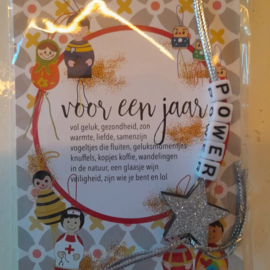 voor een jaar
vol geluk, gezondheid, zon
warmte, liefde, samenzijn
vogeltjes die fluiten, geluksmomentjes
knuffels, kopjes koffie, wandelingen
in de natuur, een glaasje wijn
veiligheid, zijn wie je bent en lol
POWER